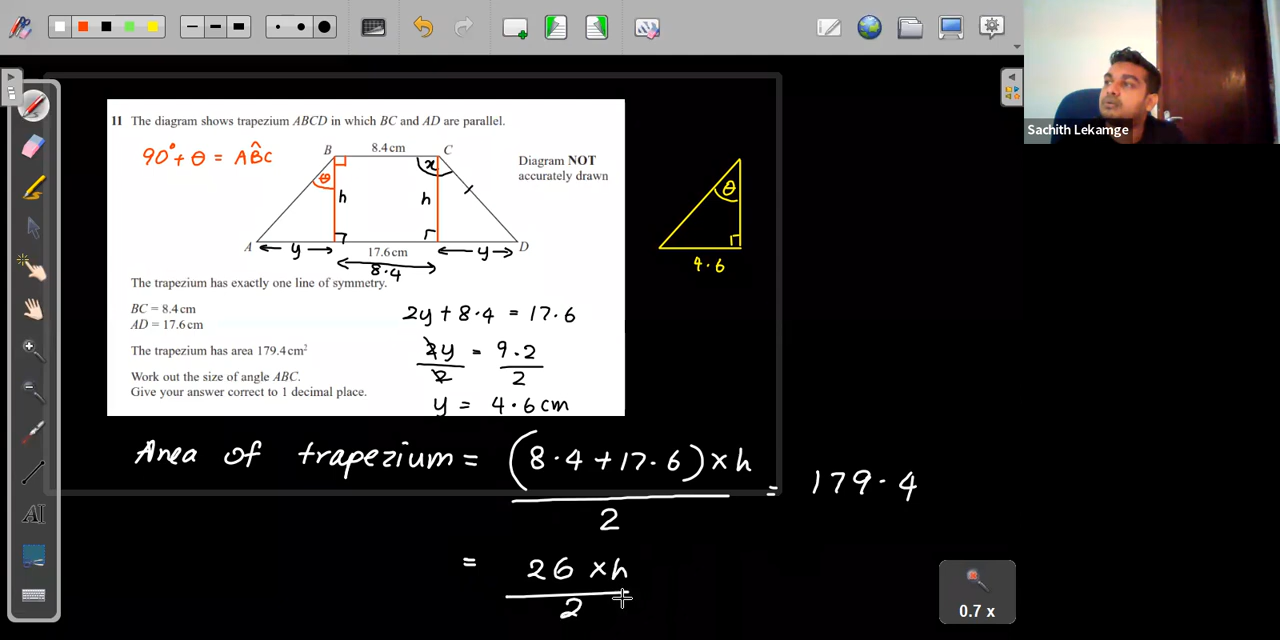 11 The diagram shows trapezium ABCD in which BC and AD are parallel.
90° + θ = AB̂C
B 8.4 cm C
Diagram NOT
accurately drawn
θ
x
h
h
A y
17.6 cm
y D
8.4
θ
4.6
The trapezium has exactly one line of symmetry.
BC = 8.4 cm
AD = 17.6 cm
The trapezium has area 179.4 cm²
Work out the size of angle ABC.
Give your answer correct to 1 decimal place.
2y + 8.4 = 17.6
2y = 9.2
2 2
y = 4.6 cm
Area of trapezium = (8.4 + 17.6) × h
= 179.4
2
= 26 × h
2
Sachith Lekamge
AI
0.7 x